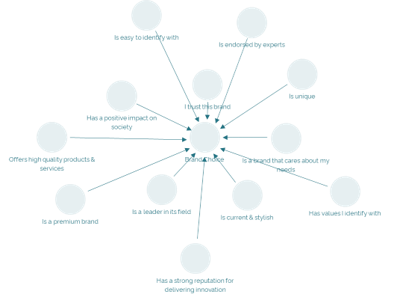 Is easy to identify with
Is endorsed by experts
Is unique
I trust this brand
Has a positive impact on
society
Offers high quality products &
services
Brand Choice
Is a brand that cares about my
needs
Is a premium brand
Is a leader in its field
Is current & stylish
Has values I identify with
Has a strong reputation for
delivering innovation